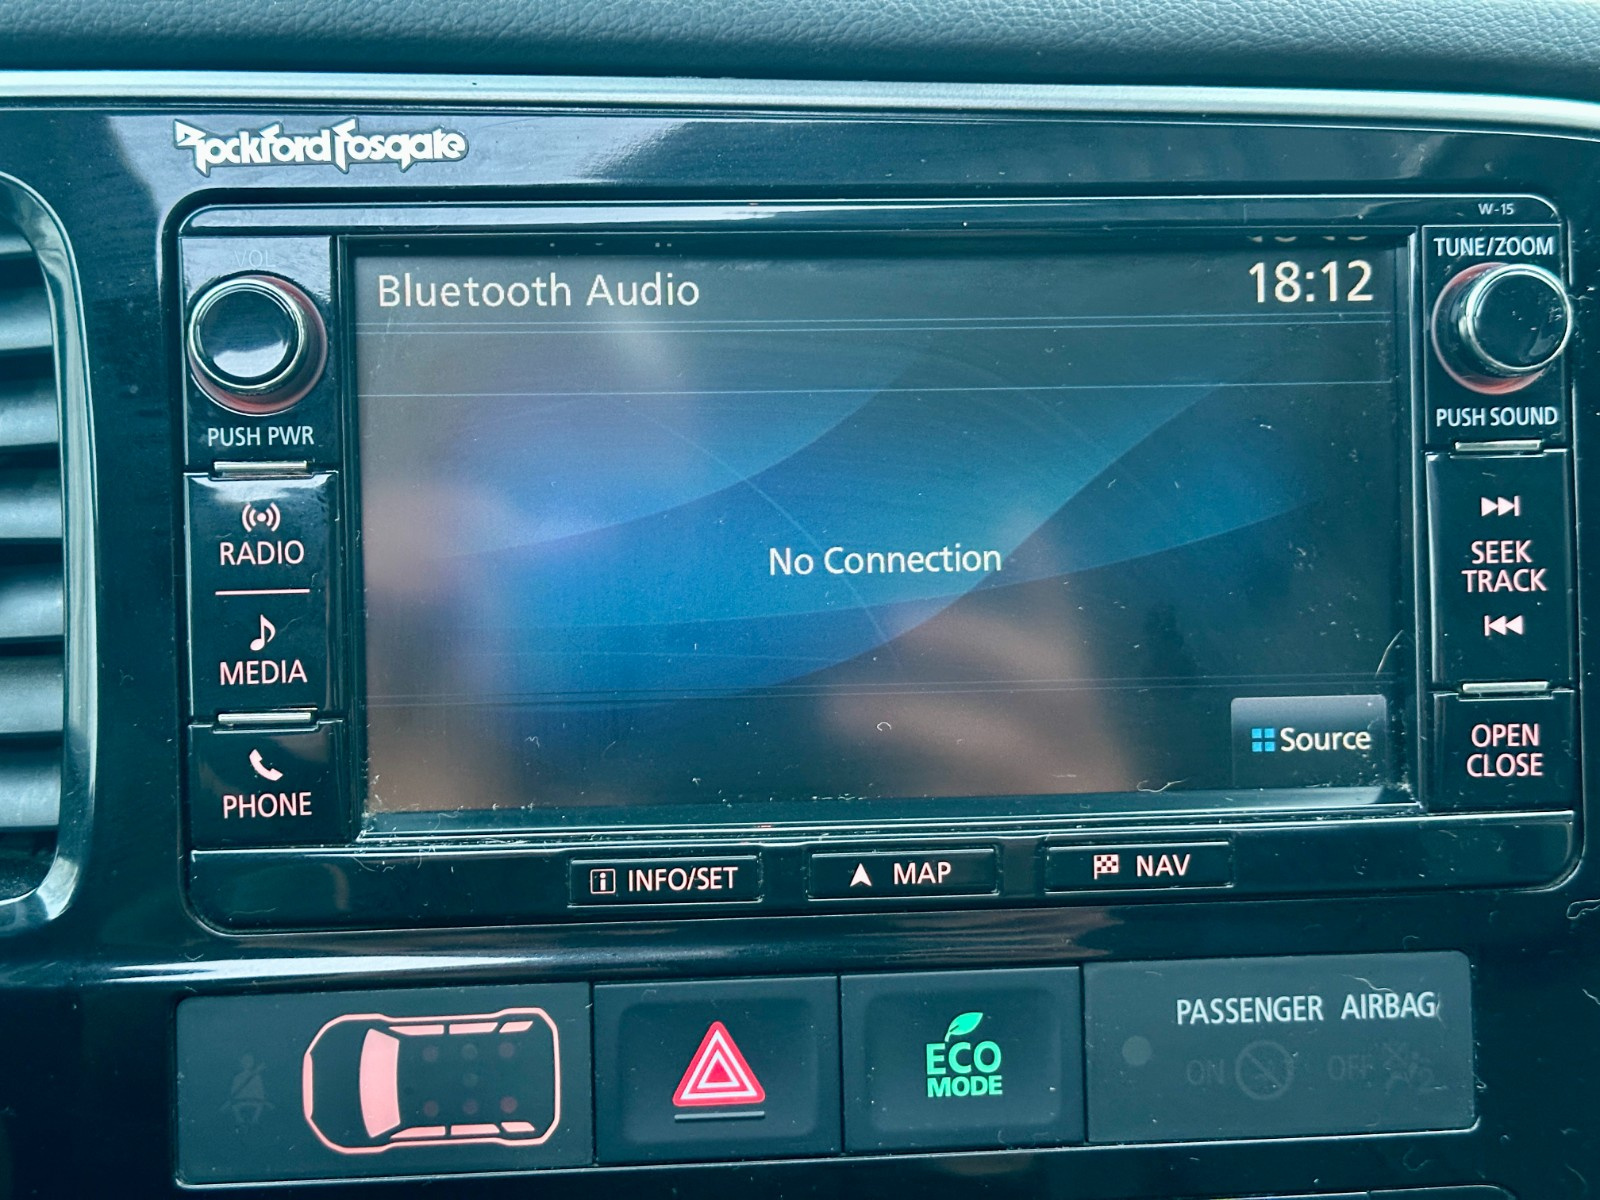 Rockford Fosgate
W-15
VOL
TUNE/ZOOM
Bluetooth Audio
18:12
PUSH PWR
PUSH SOUND
RADIO
SEEK
TRACK
No Connection
MEDIA
Source
OPEN
CLOSE
PHONE
INFO/SET
MAP
NAV
PASSENGER AIRBAG
ECO
MODE
ON
OFF